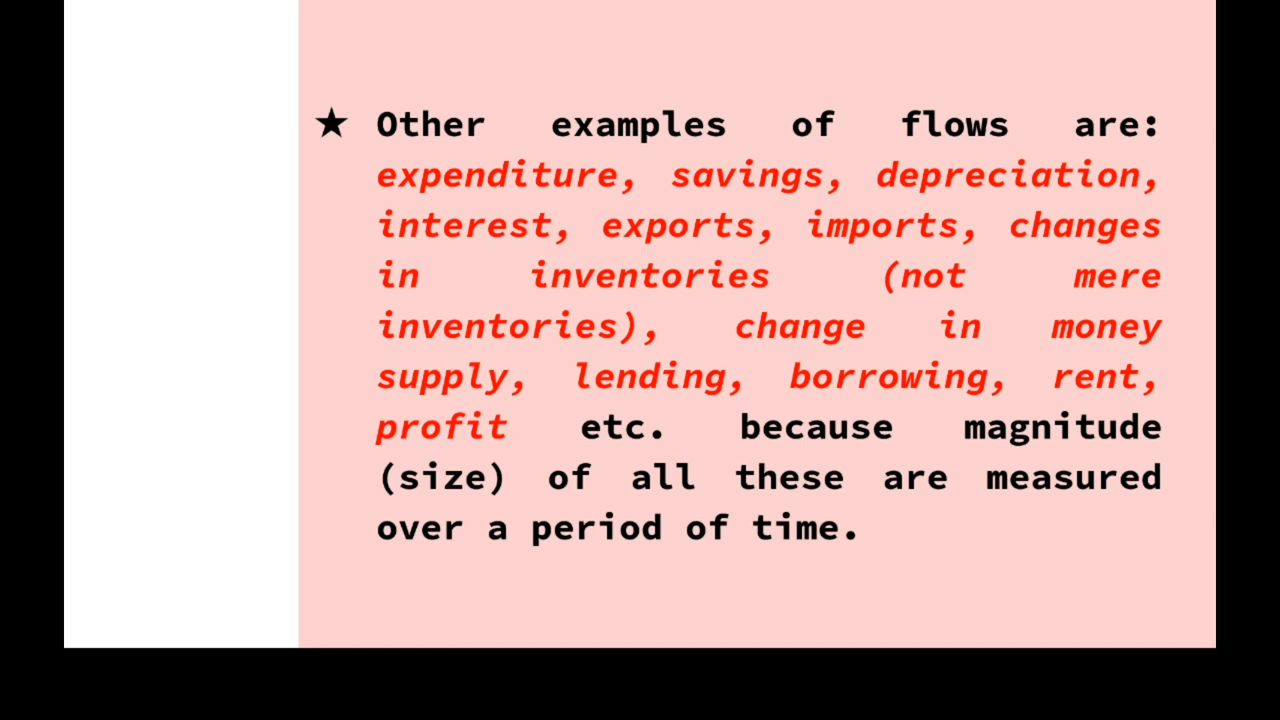 ★ Other examples of flows are:
expenditure, savings, depreciation,
interest, exports, imports, changes
in inventories (not mere
inventories), change in money
supply, lending, borrowing, rent,
profit etc. because magnitude
(size) of all these are measured
over a period of time.